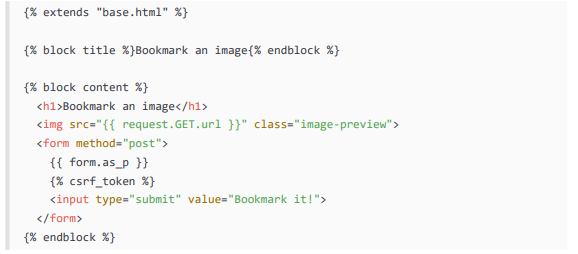 {% extends "base.html" %}
{% block title %}Bookmark an image{% endblock %}
{% block content %}
<h1>Bookmark an image</h1>
<img src="{{ request.GET.url }}" class="image-preview">
<form method="post">
{{ form.as_p }}
{% csrf_token %}
<input type="submit" value="Bookmark it!">
</form>
{% endblock %}